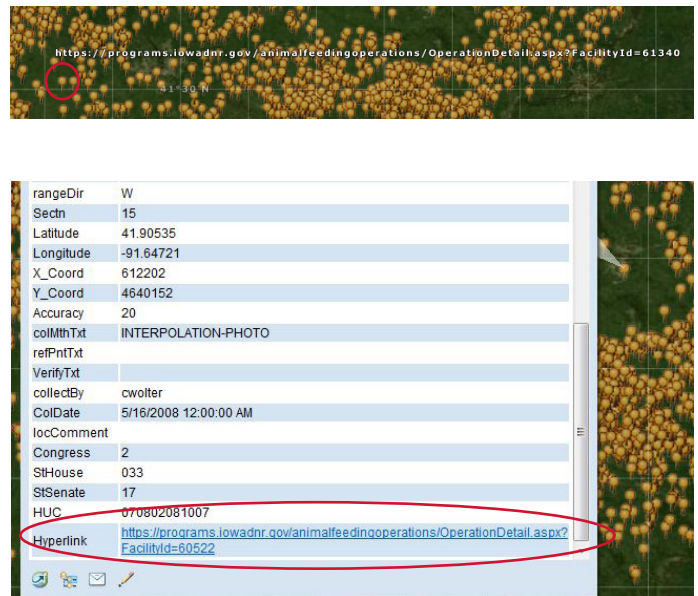 https://programs.iowadnr.gov/animalfeedingoperations/OperationDetail.aspx?FacilityId=61340
41°30 N
rangeDir W
Sectn 15
Latitude 41.90535
Longitude -91.64721
X_Coord 612202
Y_Coord 4640152
Accuracy 20
colMthTxt INTERPOLATION-PHOTO
refPntTxt
VerifyTxt
collectBy cwolter
ColDate 5/16/2008 12:00:00 AM
locComment
Congress 2
StHouse 033
StSenate 17
HUC 070802081007
Hyperlink https://programs.iowadnr.gov/animalfeedingoperations/OperationDetail.aspx?
FacilityId=60522